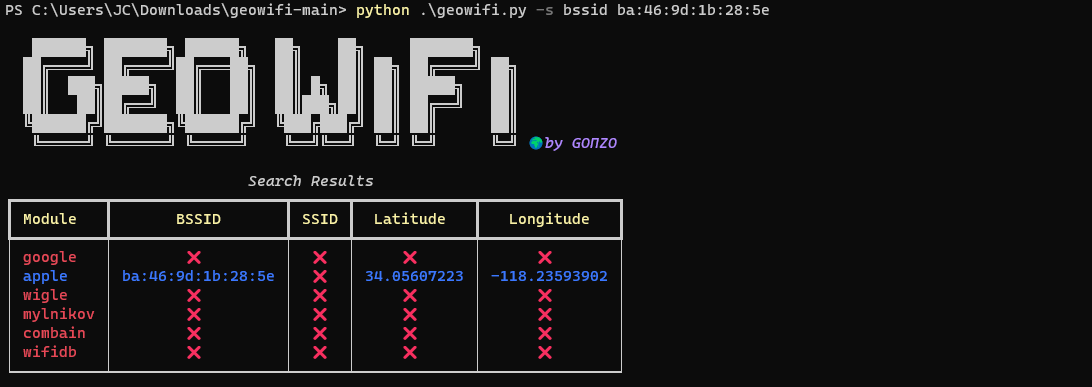 PS C:\Users\JC\Downloads\geowifi-main> python .\geowifi.py -s bssid ba:46:9d:1b:28:5e
GEOWiFi
🌍by GOПZO
Search Results
Module BSSID SSID Latitude Longitude
google ❌ ❌ ❌ ❌
apple ba:46:9d:1b:28:5e ❌ 34.05607223 -118.23593902
wigle ❌ ❌ ❌ ❌
mylnikov ❌ ❌ ❌ ❌
combain ❌ ❌ ❌ ❌
wifidb ❌ ❌ ❌ ❌